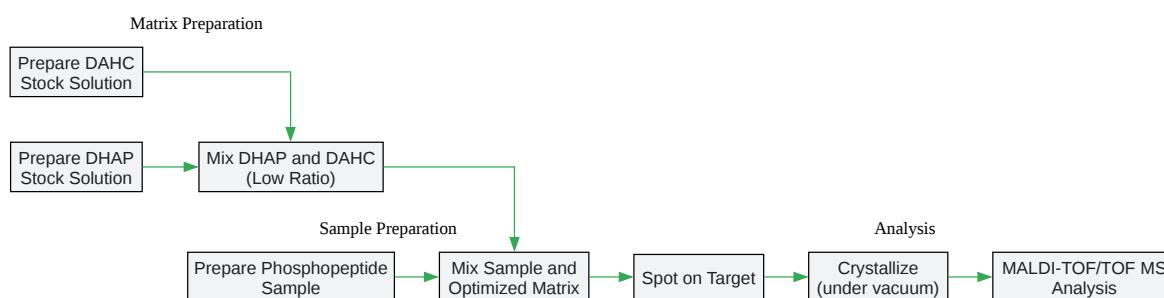 Matrix Preparation
Prepare DAHC
Stock Solution
Prepare DHAP
Stock Solution
Mix DHAP and DAHC
(Low Ratio)
Sample Preparation
Prepare Phosphopeptide
Sample
Mix Sample and
Optimized Matrix
Spot on Target
Analysis
Crystallize
(under vacuum)
MALDI-TOF/TOF MS
Analysis